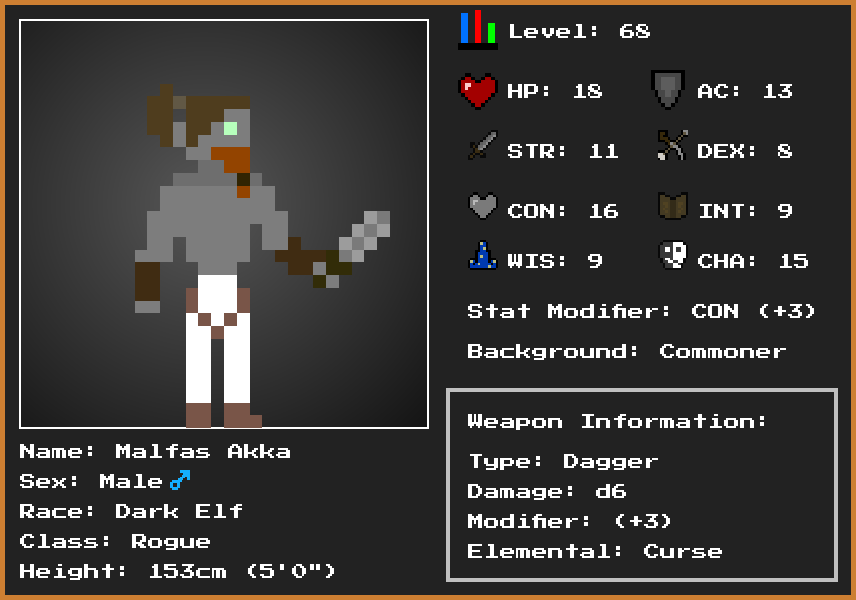 Level: 68
HP: 18
AC: 13
STR: 11
DEX: 8
CON: 16
INT: 9
WIS: 9
CHA: 15
Stat Modifier: CON (+3)
Background: Commoner
Weapon Information:
Type: Dagger
Damage: d6
Modifier: (+3)
Elemental: Curse
Name: Malfas Akka
Sex: Male♂
Race: Dark Elf
Class: Rogue
Height: 153cm (5'0")